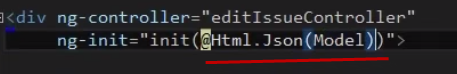 <div ng-controller="editIssueController"
ng-init="init(@Html.Json(Model))">